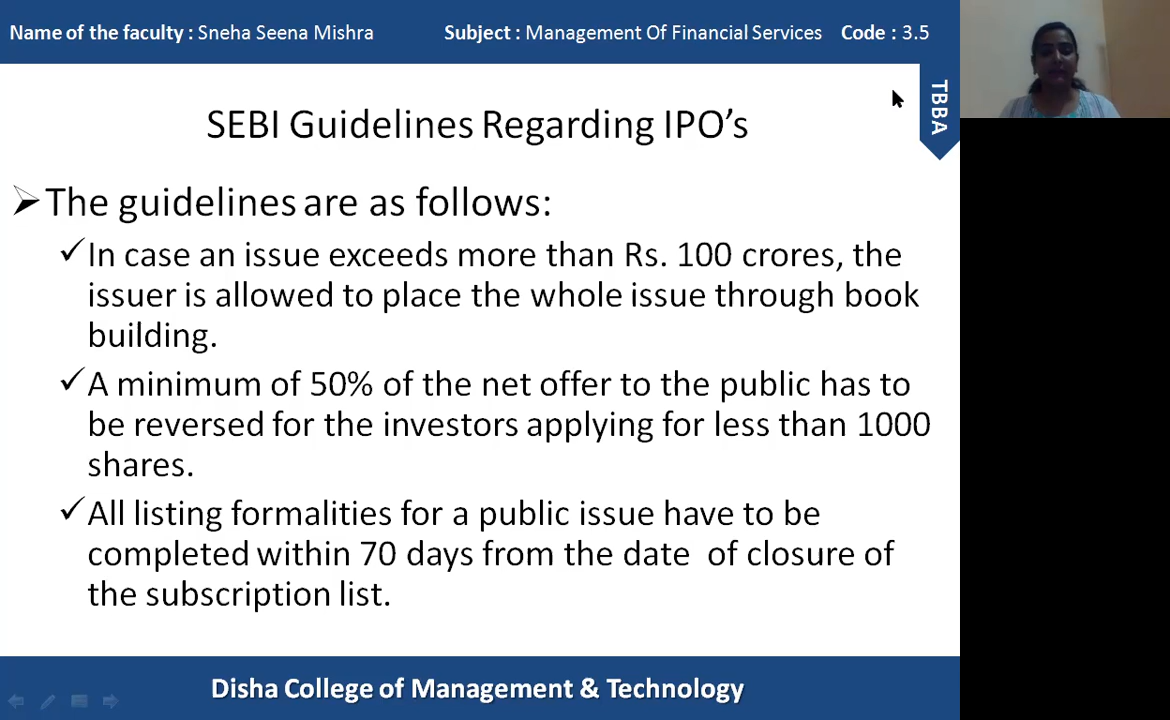 Name of the faculty : Sneha Seena Mishra Subject : Management Of Financial Services Code : 3.5
TBBA
SEBI Guidelines Regarding IPO's
The guidelines are as follows:
In case an issue exceeds more than Rs. 100 crores, the
issuer is allowed to place the whole issue through book
building.
A minimum of 50% of the net offer to the public has to
be reversed for the investors applying for less than 1000
shares.
All listing formalities for a public issue have to be
completed within 70 days from the date of closure of
the subscription list.
Disha College of Management & Technology